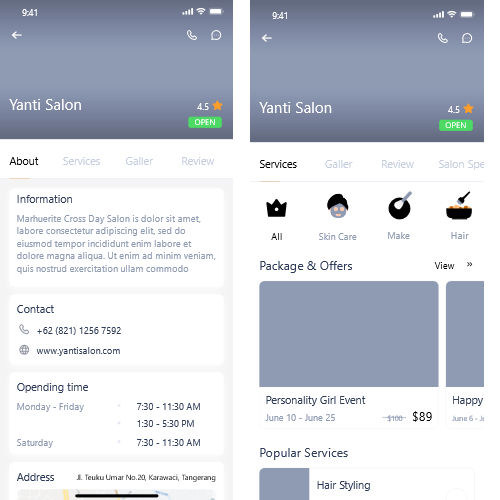 9:41
Yanti Salon
4.5
OPEN
About Services Galler Review
Information
Marhuerite Cross Day Salon is dolor sit amet,
labore consectetur adipiscing elit, sed do
eiusmod tempor incididunt enim labore et
dolore magna aliqua. Ut enim ad minim veniam,
quis nostrud exercitation ullam commodo
Contact
+62 (821) 1256 7592
www.yantisalon.com
Opending time
Monday - Friday 7:30 - 11:30 AM
1:30 - 5:30 PM
Saturday 7:30 - 11:30 AM
Address Jl. Teuku Umar No.20, Karawaci, Tangerang
9:41
Yanti Salon
4.5
OPEN
Services Galler Review Salon Spe
All Skin Care Make Hair
Package & Offers View »
Personality Girl Event
June 10 - June 25 $100 $89
Happy
June 6 - J
Popular Services
Hair Styling